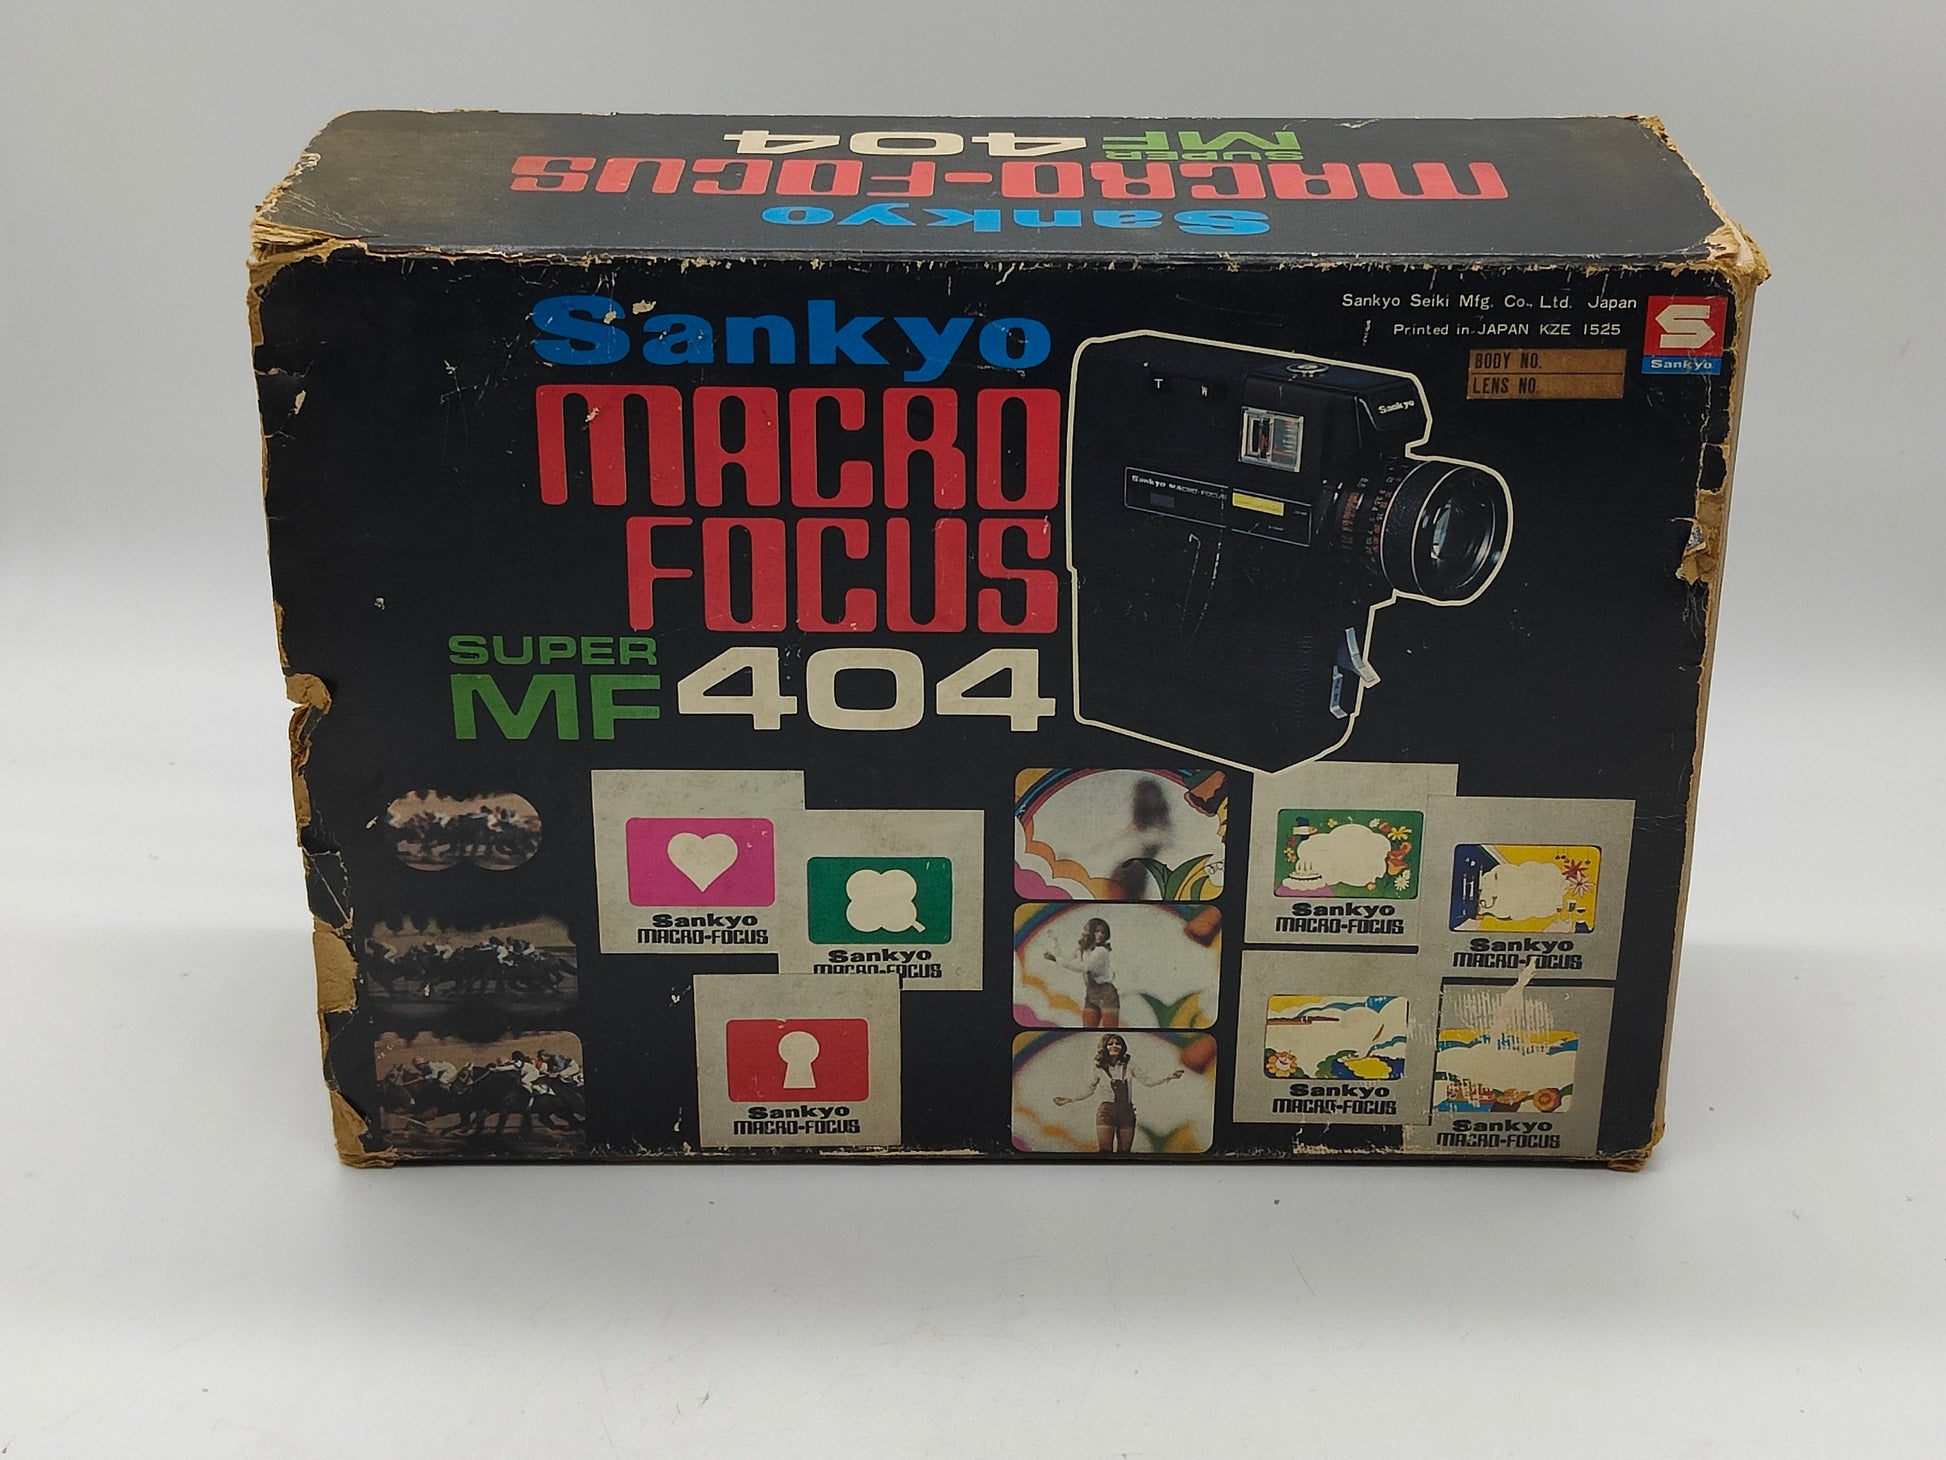 SUPER
MF 404
MACRO-FOCUS
Sankyo
Sankyo
MACRO
FOCUS
SUPER
MF 404
Sankyo Seiki Mfg. Co., Ltd. Japan
Printed in JAPAN KZE 1525
BODY NO.
LENS NO.
Sankyo
T W
Sankyo
Sankyo MACRO-FOCUS
Sankyo
MACRO-FOCUS
Sankyo
MACRO-FOCUS
Sankyo
MACRO-FOCUS
Sankyo
MACRO-FOCUS
Sankyo
MACRO-FOCUS
Sankyo
MACRO-FOCUS
Sankyo
MACRO-FOCUS